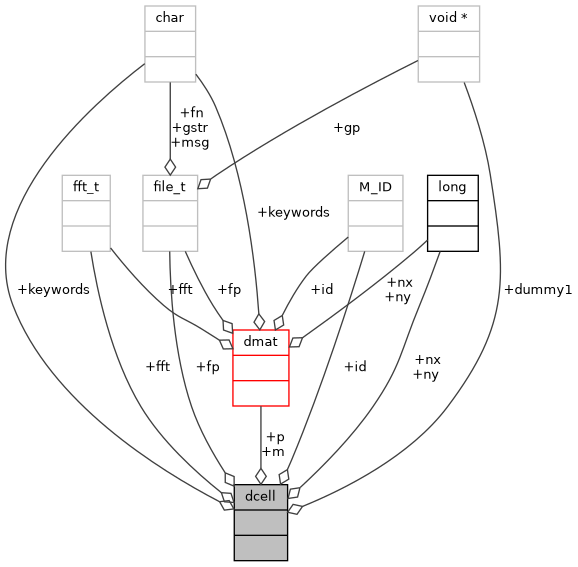 char
void *
+fn
+gstr
+msg
+gp
fft_t
file_t
M_ID
long
+keywords
+keywords
+fft
+fp
+id
+nx
+ny
+dummy1
dmat
+fft
+fp
+id
+nx
+ny
+p
+m
dcell